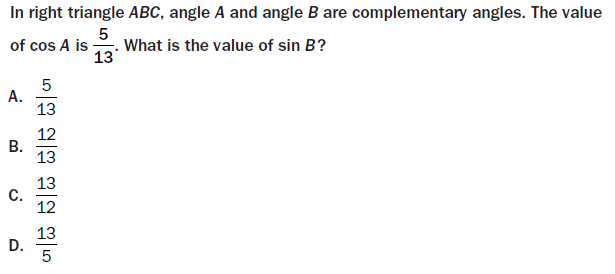 In right triangle ABC, angle A and angle B are complementary angles. The value
of cos A is 5/13. What is the value of sin B?
A. 5/13
B. 12/13
C. 13/12
D. 13/5